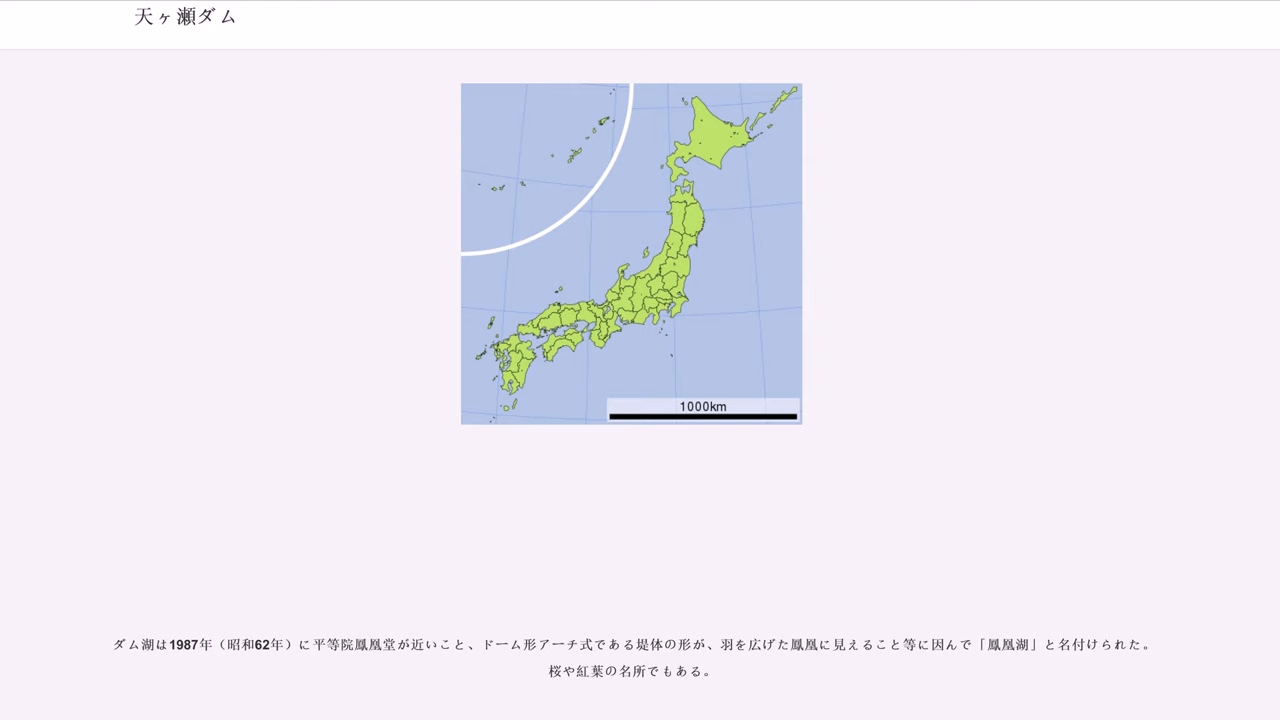 天ヶ瀬ダム
1000km
ダム湖は1987年（昭和62年）に平等院鳳凰堂が近いこと、ドーム形アーチ式である堤体の形が、羽を広げた鳳凰に見えること等に因んで「鳳凰湖」と名付けられた。
桜や紅葉の名所でもある。